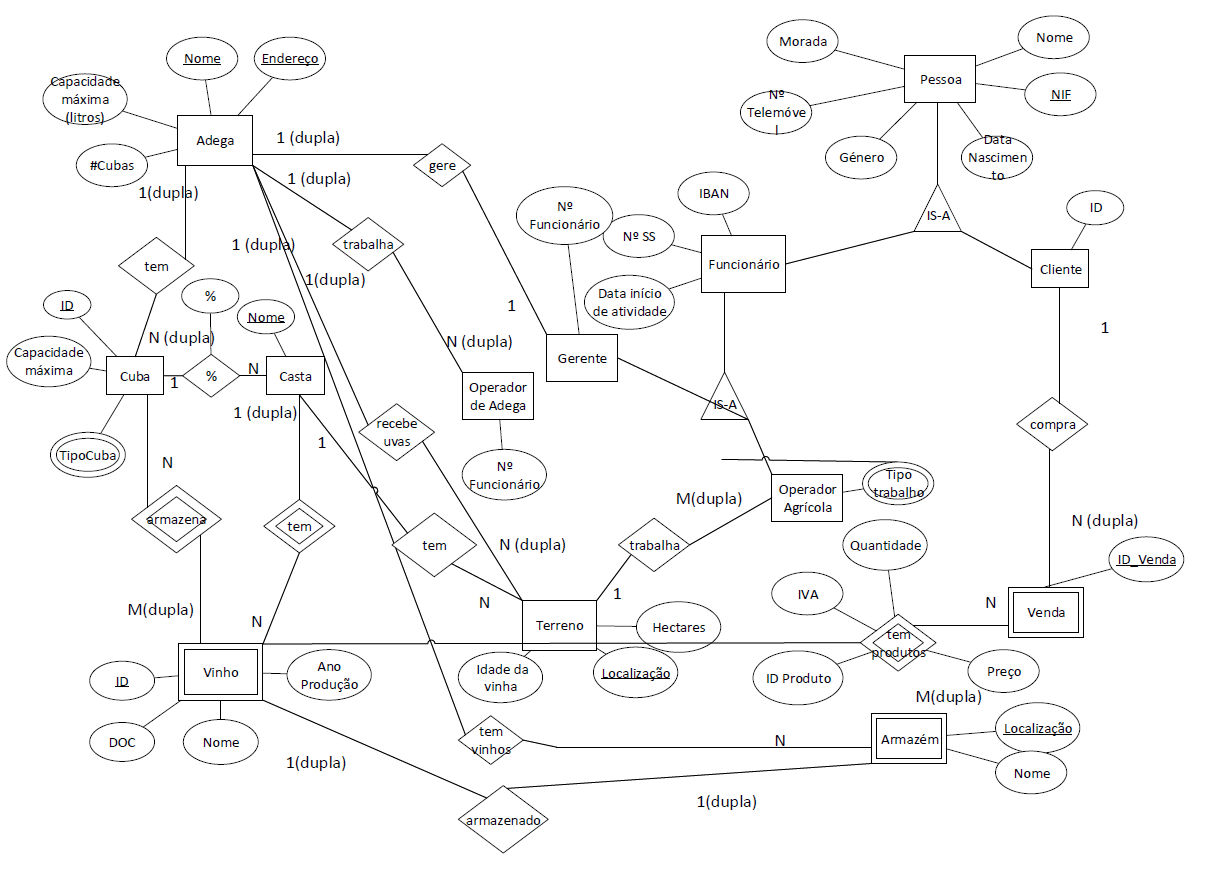 Morada
Nome
Pessoa
NIF
Nº
Telemóve
l
Género
Data
Nascimen
to
IS-A
Nome
Endereço
Capacidade
máxima
(litros)
Adega
#Cubas
1 (dupla)
gere
1 (dupla)
1(dupla)
trabalha
1 (dupla)
1(dupla)
tem
Nº
Funcionário
Nº SS
IBAN
Funcionário
Data início
de atividade
ID
Cliente
1
ID
%
Nome
N (dupla)
Capacidade
máxima
Cuba
1
%
N
Casta
1 (dupla)
1
TipoCuba
N
1
N (dupla)
Gerente
Operador
de Adega
IS-A
recebe
uvas
Nº
Funcionário
compra
armazena
tem
tem
N (dupla)
M(dupla)
Operador
Agrícola
Tipo
trabalho
trabalha
1
Quantidade
N (dupla)
ID_Venda
M(dupla)
N
N
Terreno
Hectares
Idade da
vinha
Localização
IVA
N
Venda
tem
produtos
ID Produto
Preço
M(dupla)
ID
Vinho
Ano
Produção
DOC
Nome
1(dupla)
tem
vinhos
N
Armazém
Localização
Nome
1(dupla)
armazenado